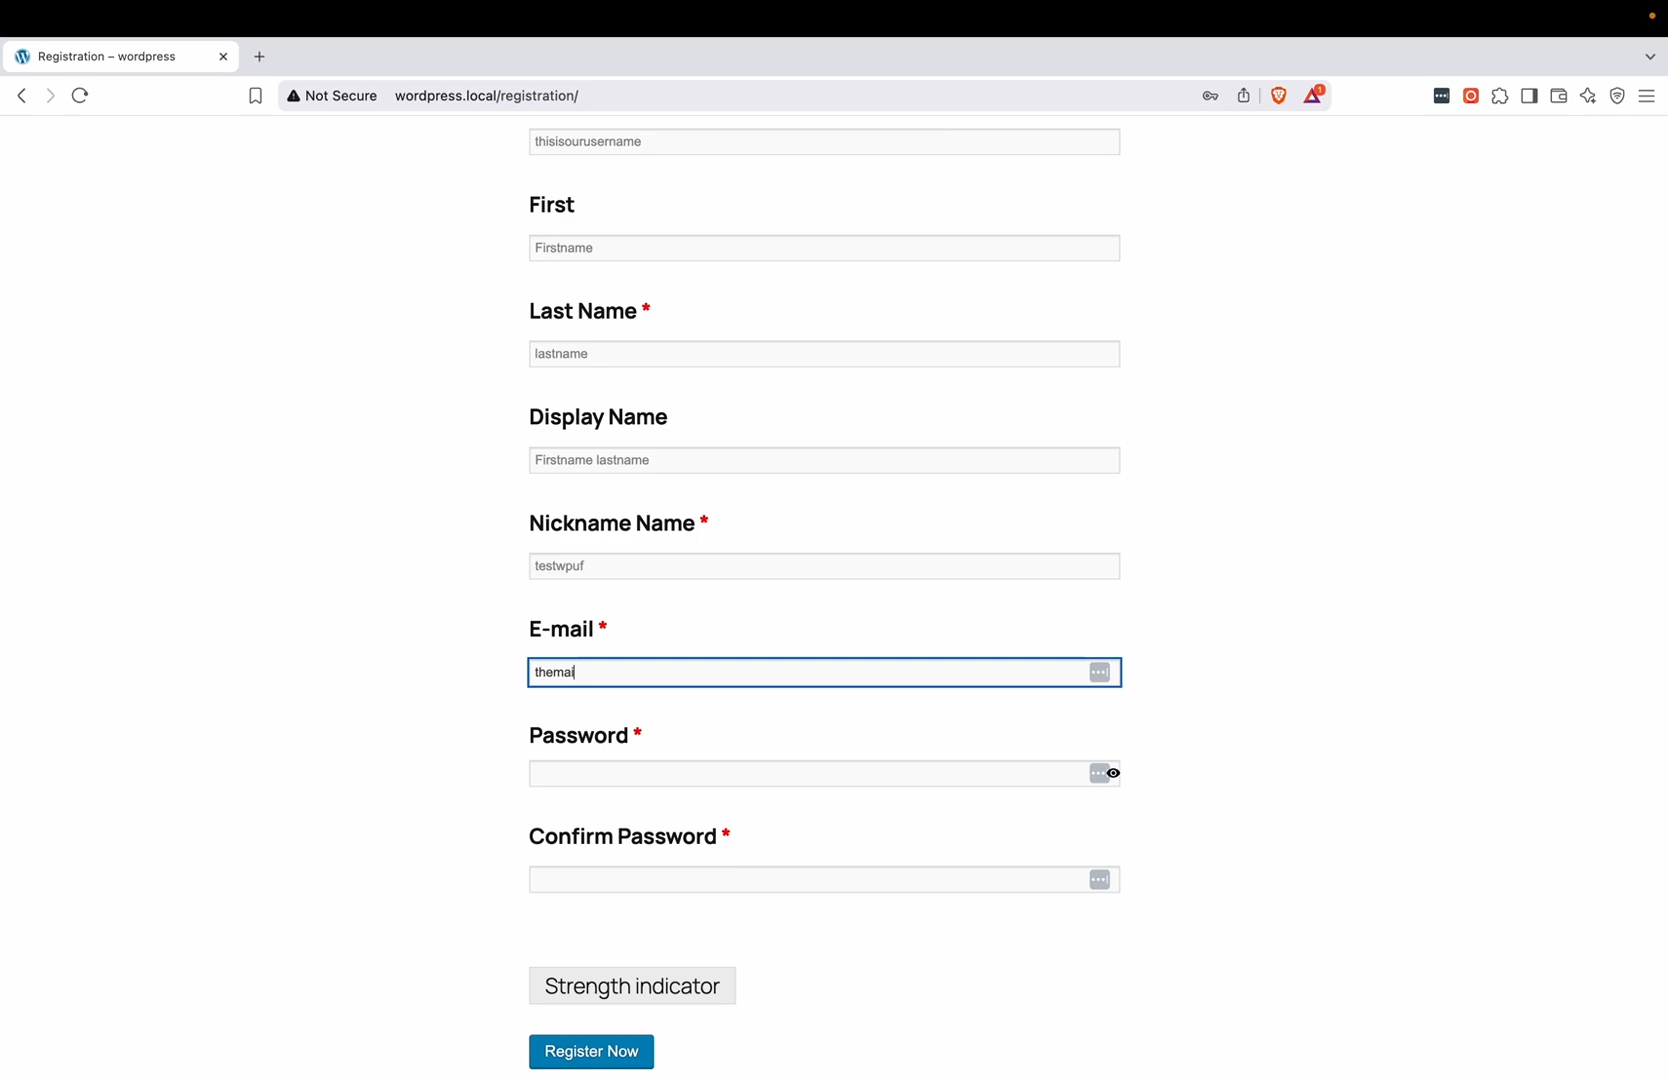 Registration – wordpress
Not Secure wordpress.local/registration/
1
thisisourusername
First
Firstname
Last Name *
lastname
Display Name
Firstname lastname
Nickname Name *
testwpuf
E-mail *
themai
Password *
Confirm Password *
Strength indicator
Register Now